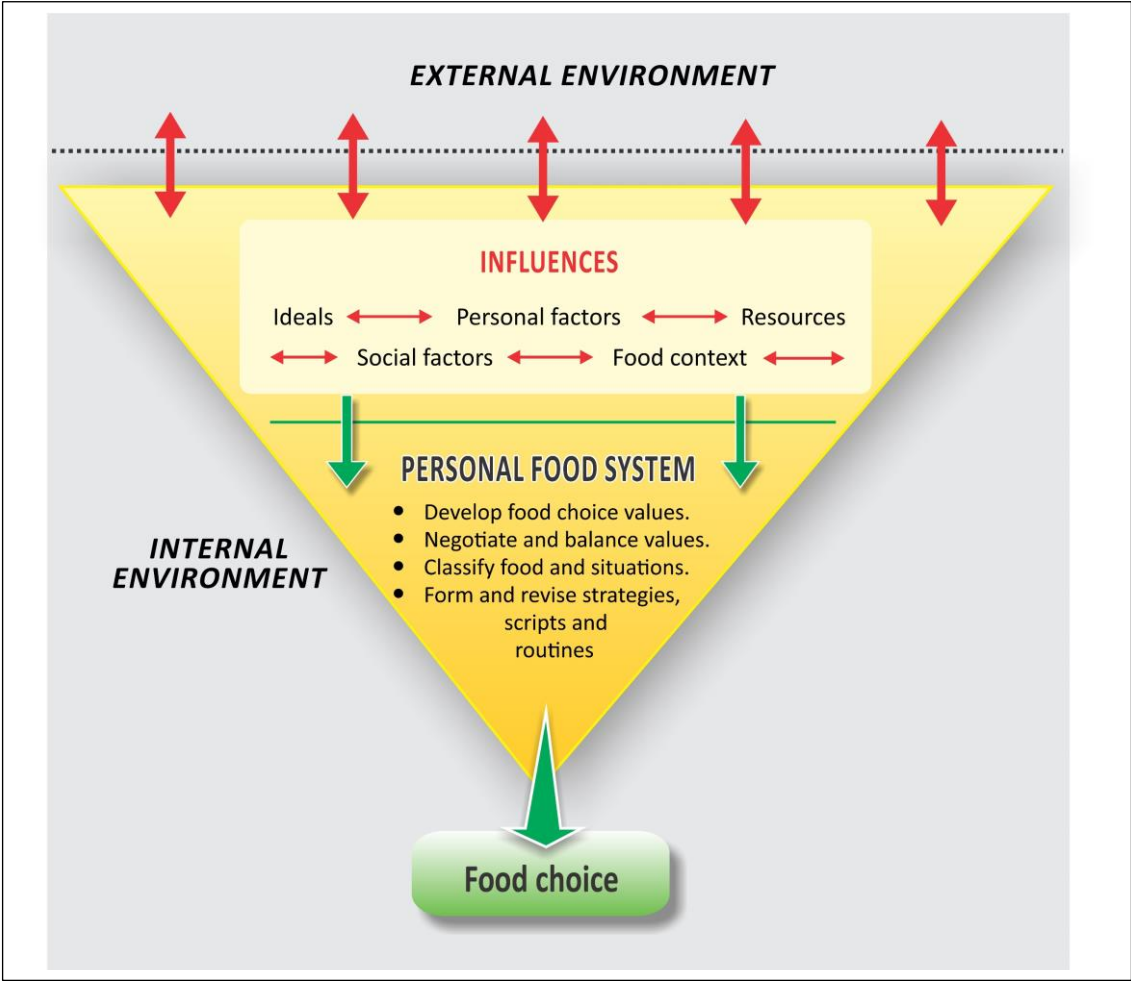 EXTERNAL ENVIRONMENT
INFLUENCES
Ideals Personal factors Resources
Social factors Food context
PERSONAL FOOD SYSTEM
• Develop food choice values.
• Negotiate and balance values.
• Classify food and situations.
• Form and revise strategies,
scripts and
routines
INTERNAL
ENVIRONMENT
Food choice